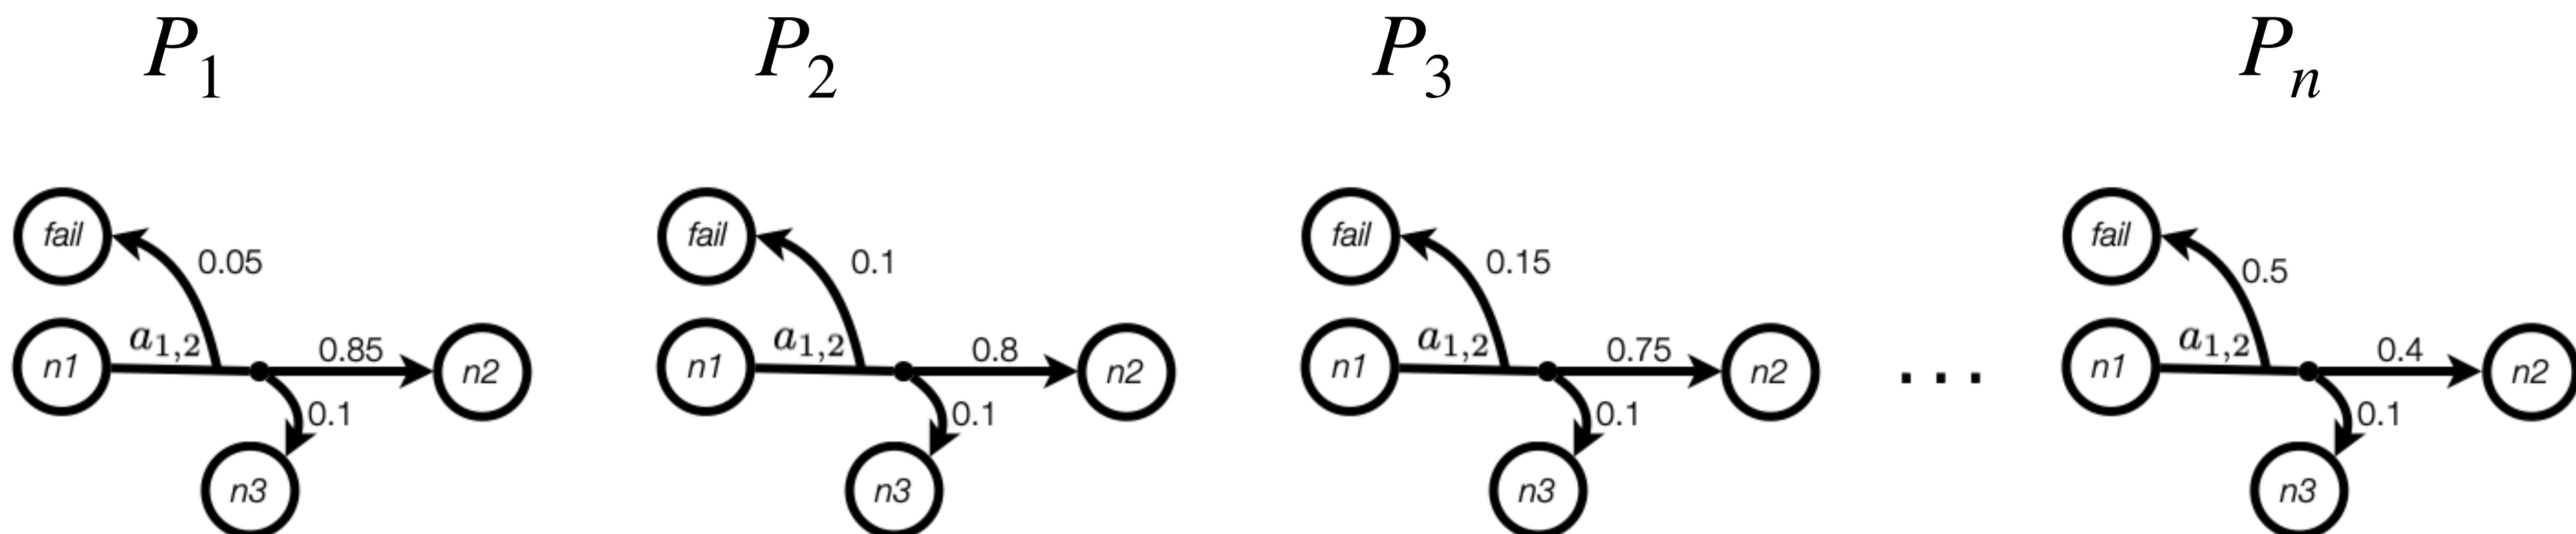 P1 P2 P3 Pn
fail fail fail fail
0.05 0.1 0.15 0.5
n1 a1,2 0.85 n2 n1 a1,2 0.8 n2 n1 a1,2 0.75 n2 ... n1 a1,2 0.4 n2
0.1 0.1 0.1 0.1
n3 n3 n3 n3